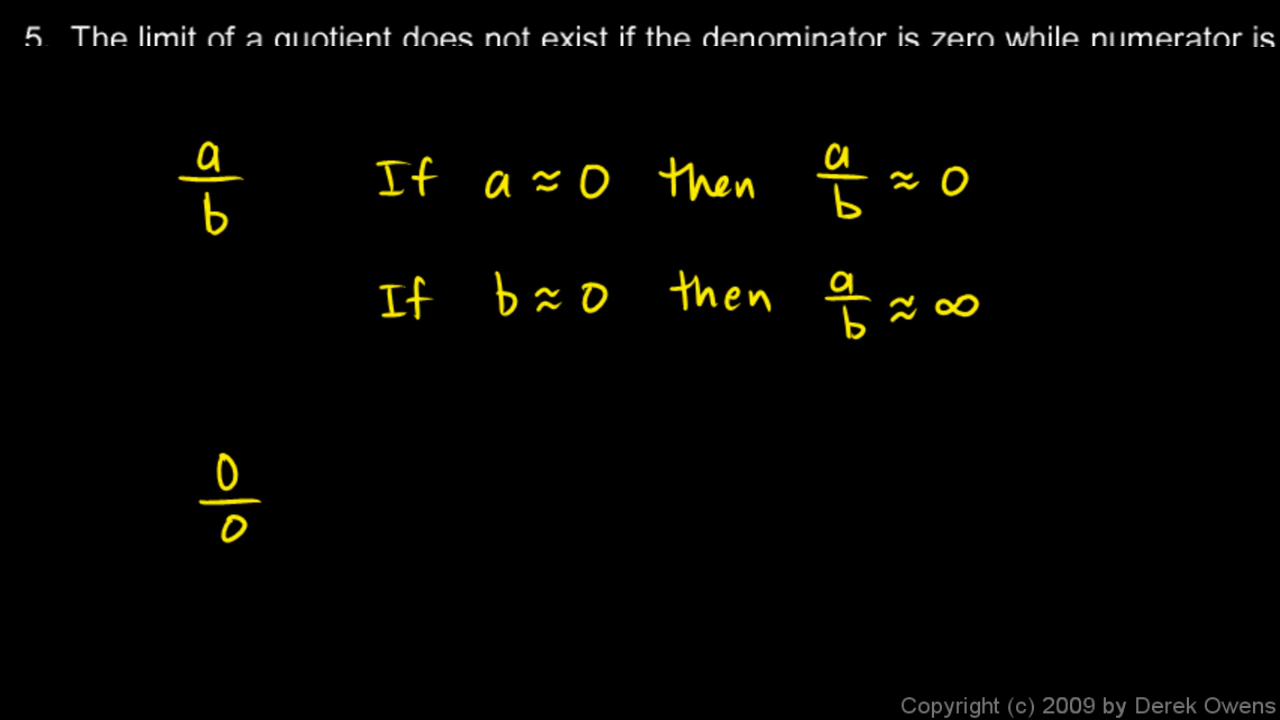 5. The limit of a quotient does not exist if the denominator is zero while numerator is
a/b If a ≈ 0 then a/b ≈ 0
If b ≈ 0 then a/b ≈ ∞
0/0
Copyright (c) 2009 by Derek Owens